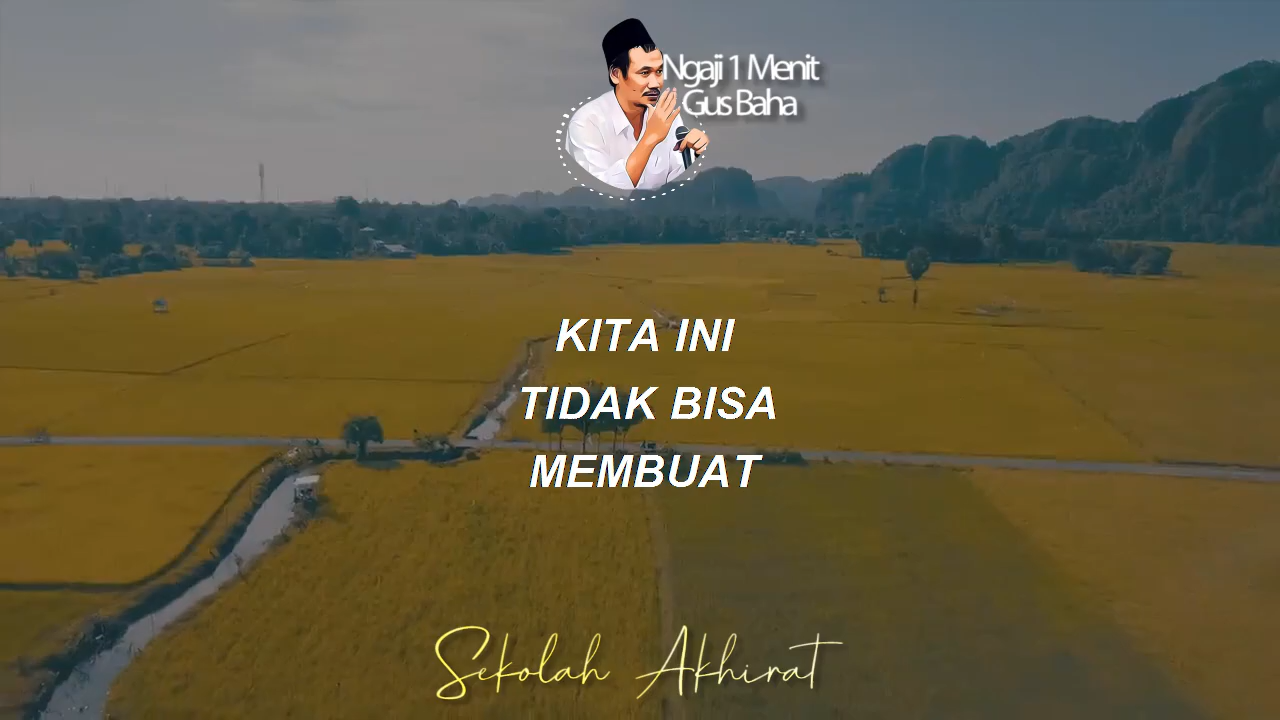 Ngaji 1 Menit
Gus Baha
KITA INI
TIDAK BISA
MEMBUAT
Sekolah Akhirat